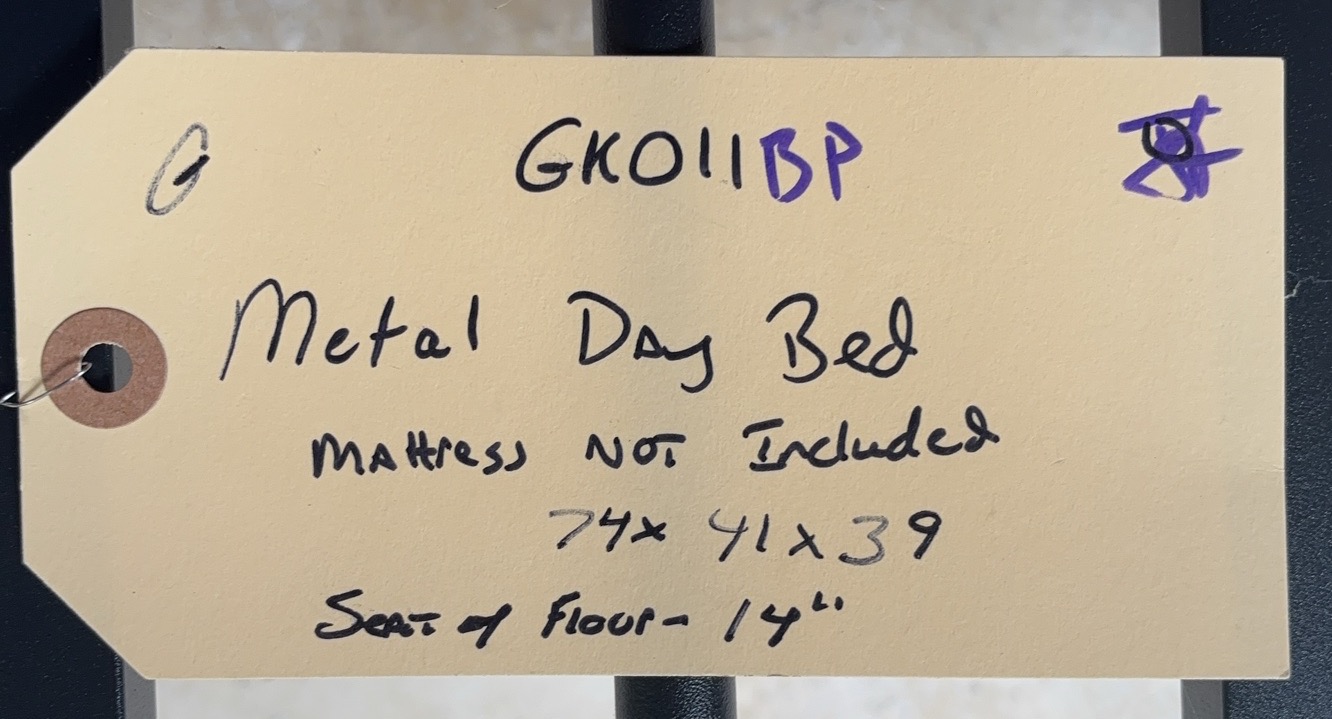 G GK011BP
Metal Day Bed
Mattress Not Included
74x 41x39
Seat of Floor- 14"